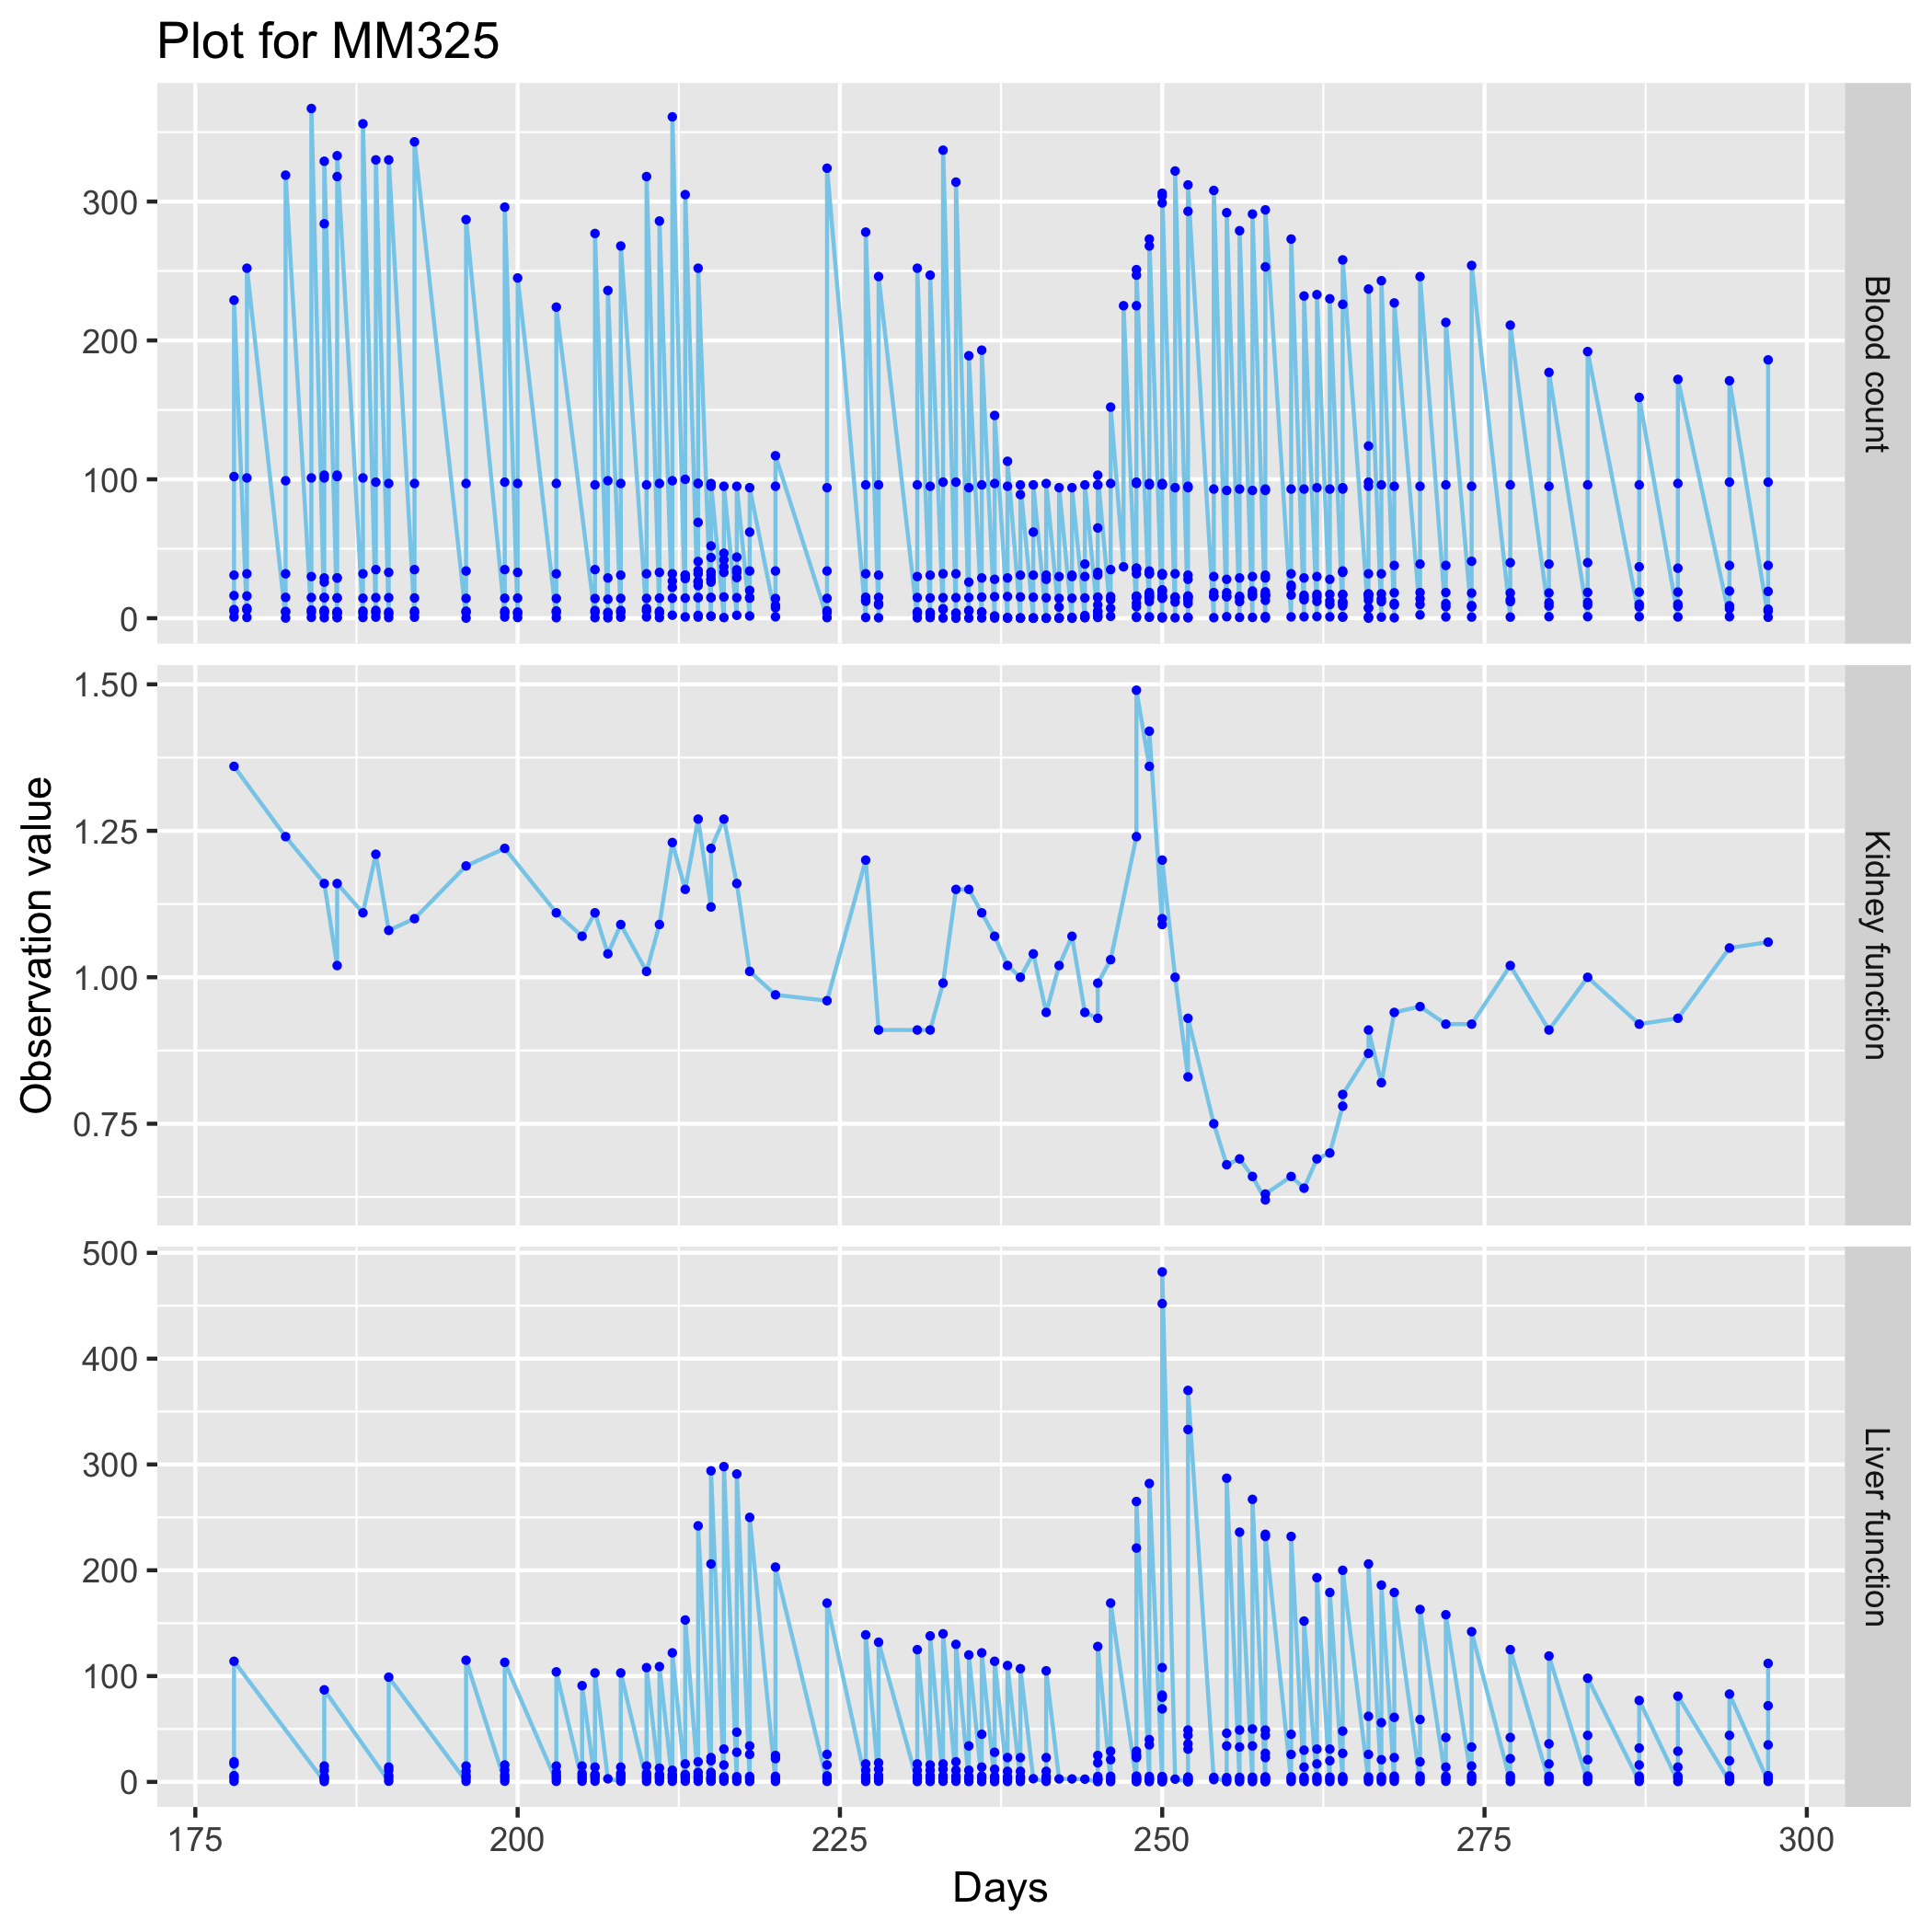 Plot for MM325
300
200
100
0
Blood count
1.50
1.25
1.00
0.75
Kidney function
500
400
300
200
100
0
Liver function
Observation value
175 200 225 250 275 300
Days